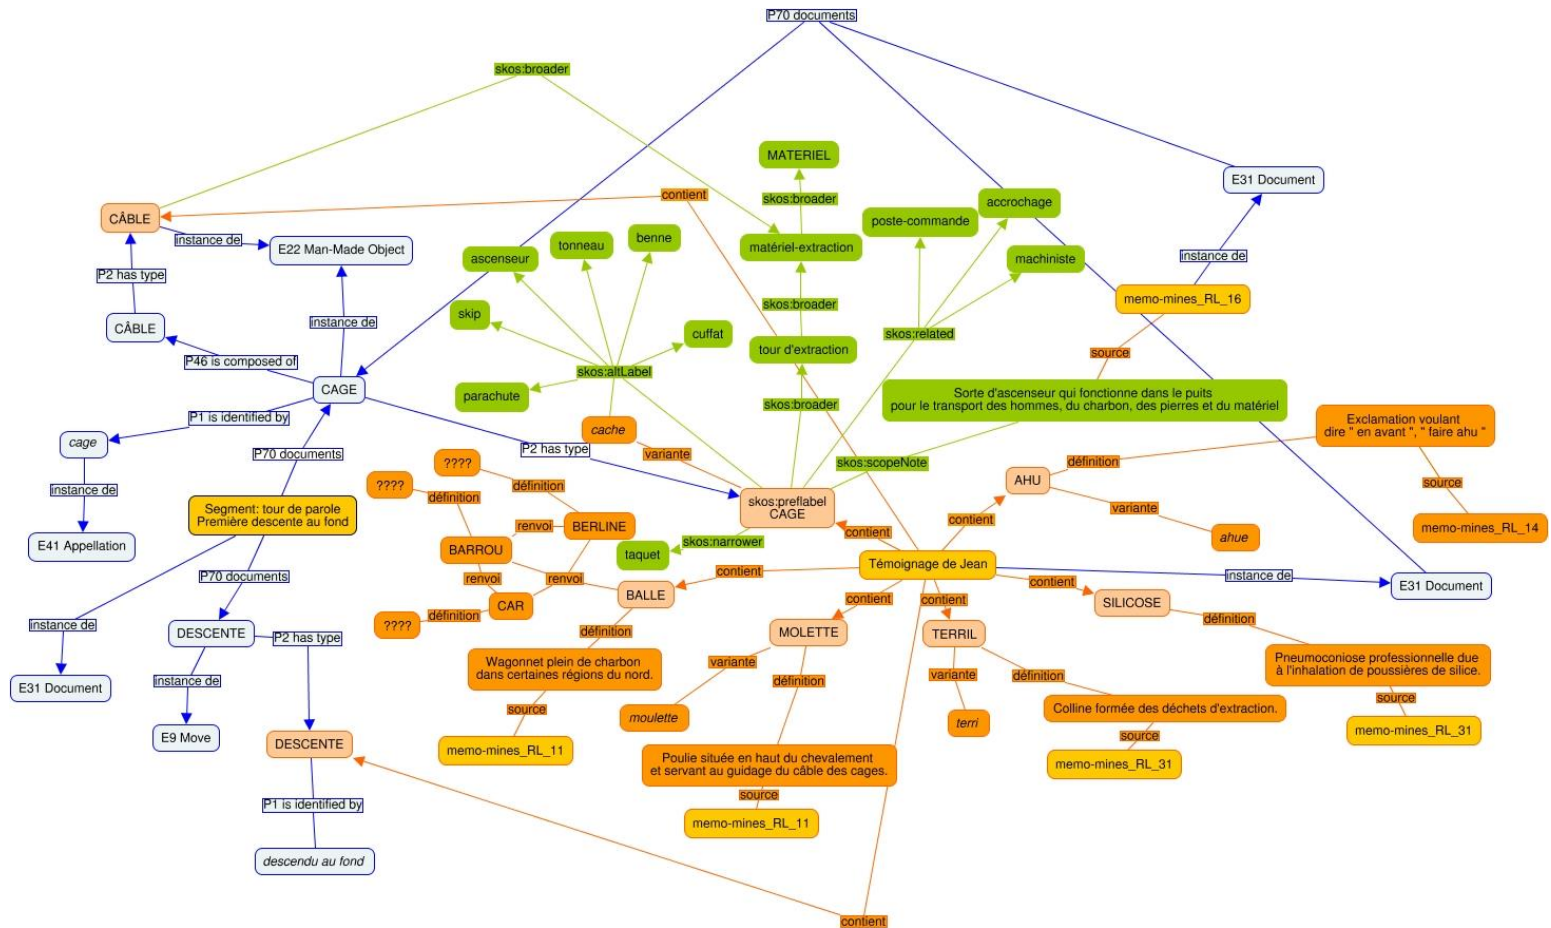 P70 documents
skos:broader
MATERIEL
E31 Document
skos:broader
contient
accrochage
CÂBLE
poste-commande
instance de
E22 Man-Made Object
ascenseur
tonneau
benne
matériel-extraction
machiniste
instance de
P2 has type
memo-mines_RL_16
skip
skos:broader
CÂBLE
instance de
cuffat
skos:related
tour d'extraction
source
P46 is composed of
skos:altLabel
CAGE
parachute
skos:broader
Sorte d'ascenseur qui fonctionne dans le puits
pour le transport des hommes, du charbon, des pierres et du matériel
P1 is identified by
cage
cache
Exclamation voulant
dire " en avant ", " faire ahu "
P70 documents
P2 has type
variante
skos:scopeNote
définition
????
????
instance de
définition
définition
AHU
source
Segment: tour de parole
Première descente au fond
skos:preflabel
CAGE
variante
renvoi
BERLINE
contient
contient
memo-mines_RL_14
ahue
E41 Appellation
BARROU
taquet
skos:narrower
Témoignage de Jean
P70 documents
renvoi
renvoi
contient
instance de
E31 Document
contient
BALLE
CAR
contient
contient
SILICOSE
instance de
????
définition
définition
définition
DESCENTE
P2 has type
MOLETTE
TERRIL
Wagonnet plein de charbon
dans certaines régions du nord.
variante
variante
définition
Pneumoconiose professionnelle due
à l'inhalation de poussières de silice.
instance de
E31 Document
définition
source
source
moulette
terri
Colline formée des déchets d'extraction.
memo-mines_RL_31
E9 Move
DESCENTE
source
memo-mines_RL_11
Poulie située en haut du chevalement
et servant au guidage du câble des cages.
memo-mines_RL_31
source
P1 is identified by
memo-mines_RL_11
descendu au fond
contient